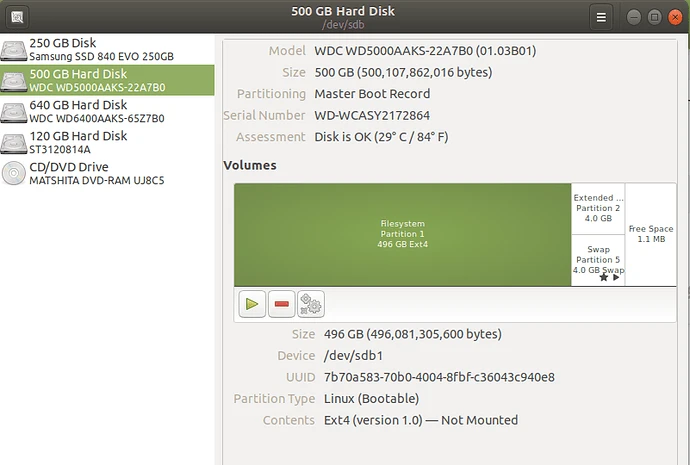 500 GB Hard Disk
/dev/sdb
250 GB Disk
Samsung SSD 840 EVO 250GB
500 GB Hard Disk
WDC WD5000AAKS-22A7B0
640 GB Hard Disk
WDC WD6400AAKS-65Z7B0
120 GB Hard Disk
ST3120814A
CD/DVD Drive
MATSHITA DVD-RAM UJ8C5
Model WDC WD5000AAKS-22A7B0 (01.03B01)
Size 500 GB (500,107,862,016 bytes)
Partitioning Master Boot Record
Serial Number WD-WCASY2172864
Assessment Disk is OK (29° C / 84° F)
Volumes
Filesystem
Partition 1
496 GB Ext4
Extended ...
Partition 2
4.0 GB
Swap
Partition 5
4.0 GB Swap
Free Space
1.1 MB
Size 496 GB (496,081,305,600 bytes)
Device /dev/sdb1
UUID 7b70a583-70b0-4004-8fbf-c36043c940e8
Partition Type Linux (Bootable)
Contents Ext4 (version 1.0) — Not Mounted